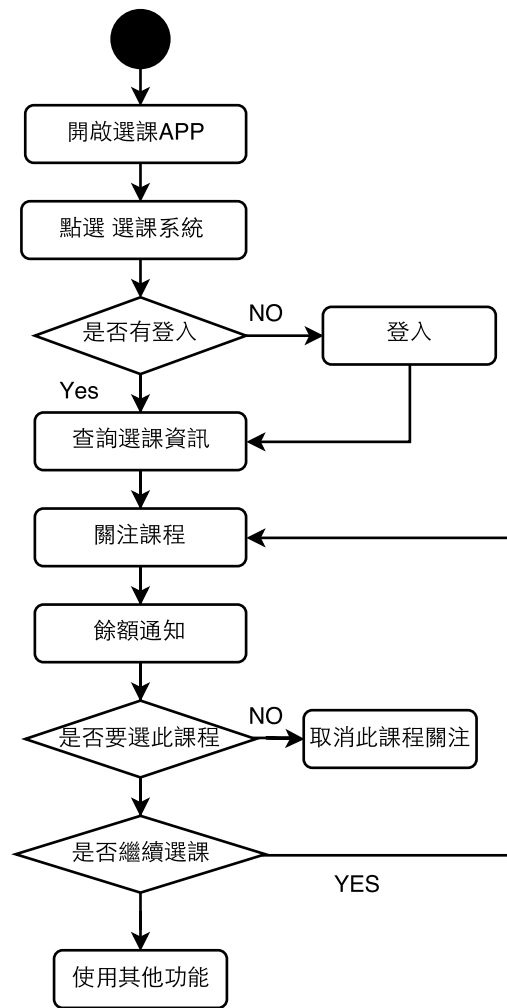 開啟選課APP
點選 選課系統
是否有登入
NO
登入
Yes
查詢選課資訊
關注課程
餘額通知
是否要選此課程
NO
取消此課程關注
是否繼續選課
YES
使用其他功能